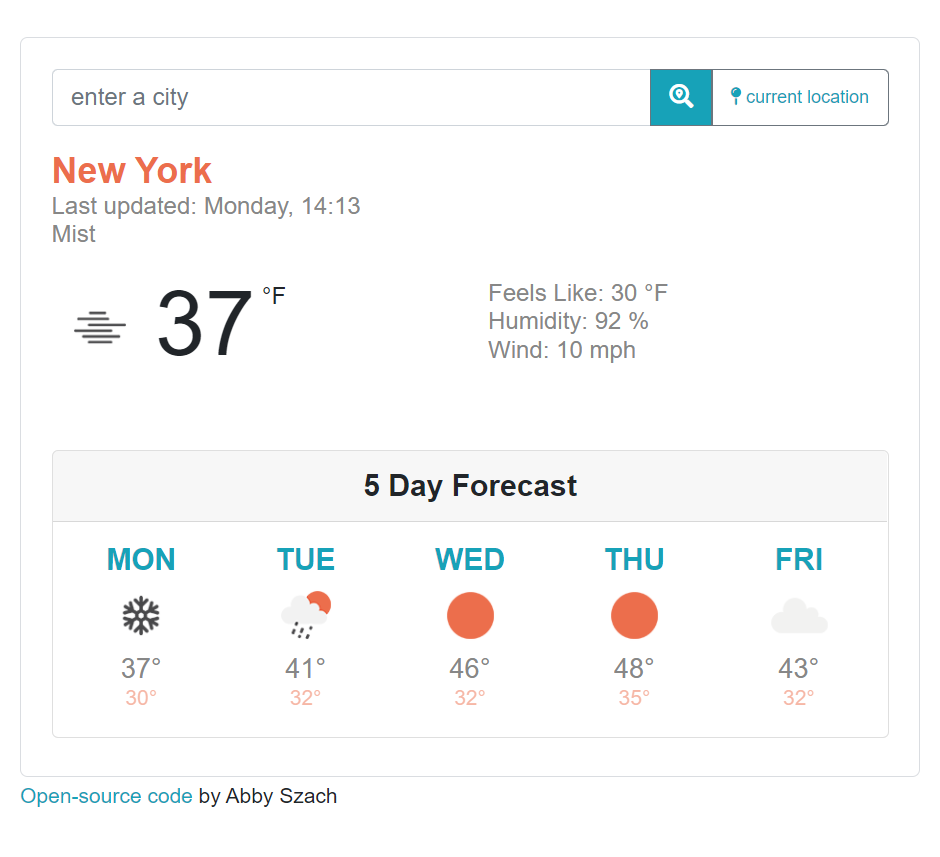 enter a city
current location
New York
Last updated: Monday, 14:13
Mist
37 °F
Feels Like: 30 °F
Humidity: 92 %
Wind: 10 mph
5 Day Forecast
MON TUE WED THU FRI
37° 41° 46° 48° 43°
30° 32° 32° 35° 32°
Open-source code by Abby Szach